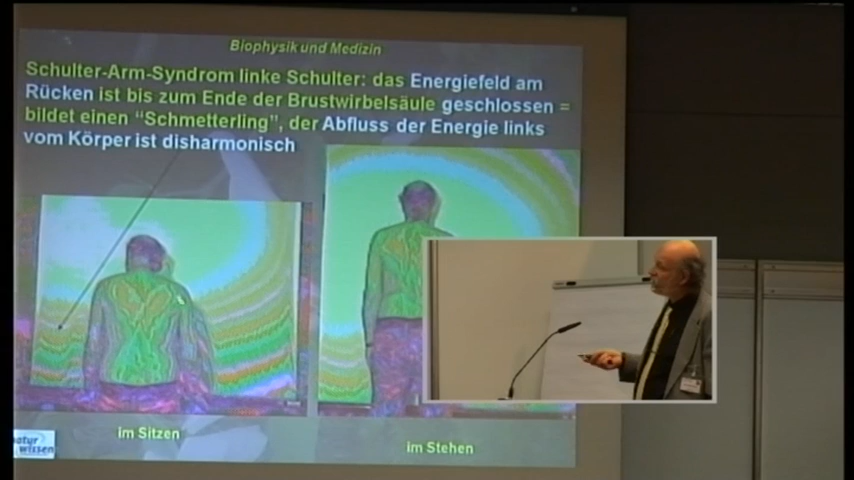 Biophysik und Medizin
Schulter-Arm-Syndrom linke Schulter: das Energiefeld am
Rücken ist bis zum Ende der Brustwirbelsäule geschlossen =
bildet einen “Schmetterling”, der Abfluss der Energie links
vom Körper ist disharmonisch
im Sitzen
im Stehen
natur
wissen